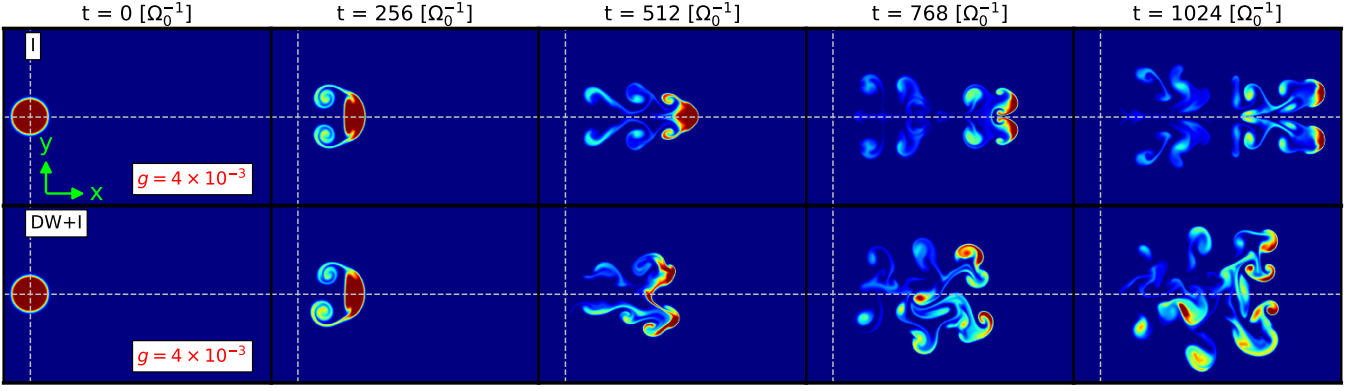 t = 0 [Ω₀⁻¹] t = 256 [Ω₀⁻¹] t = 512 [Ω₀⁻¹] t = 768 [Ω₀⁻¹] t = 1024 [Ω₀⁻¹]
I
y
x
g = 4 × 10⁻³
DW+I
g = 4 × 10⁻³